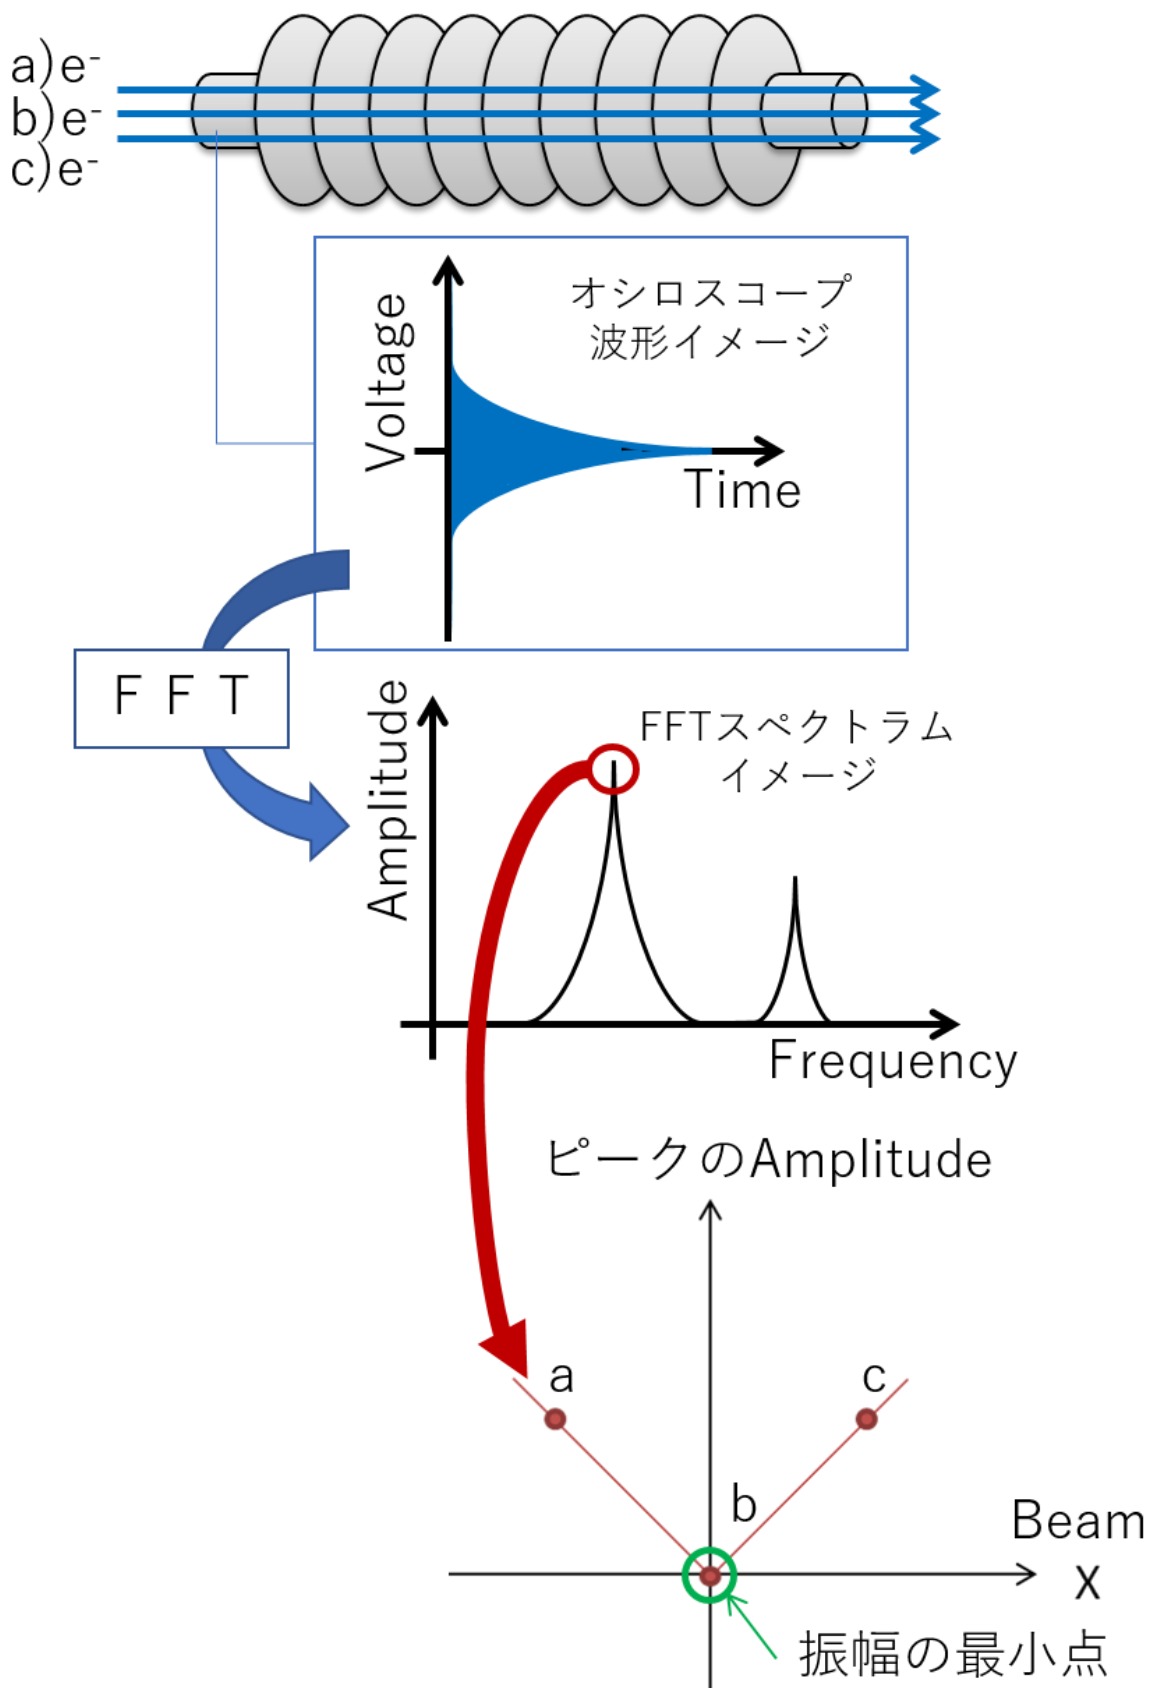 a)e-
b)e-
c)e-
オシロスコープ
波形イメージ
Voltage
Time
ＦＦＴ
FFTスペクトラム
イメージ
Amplitude
Frequency
ピークのAmplitude
a
c
b
Beam
x
振幅の最小点